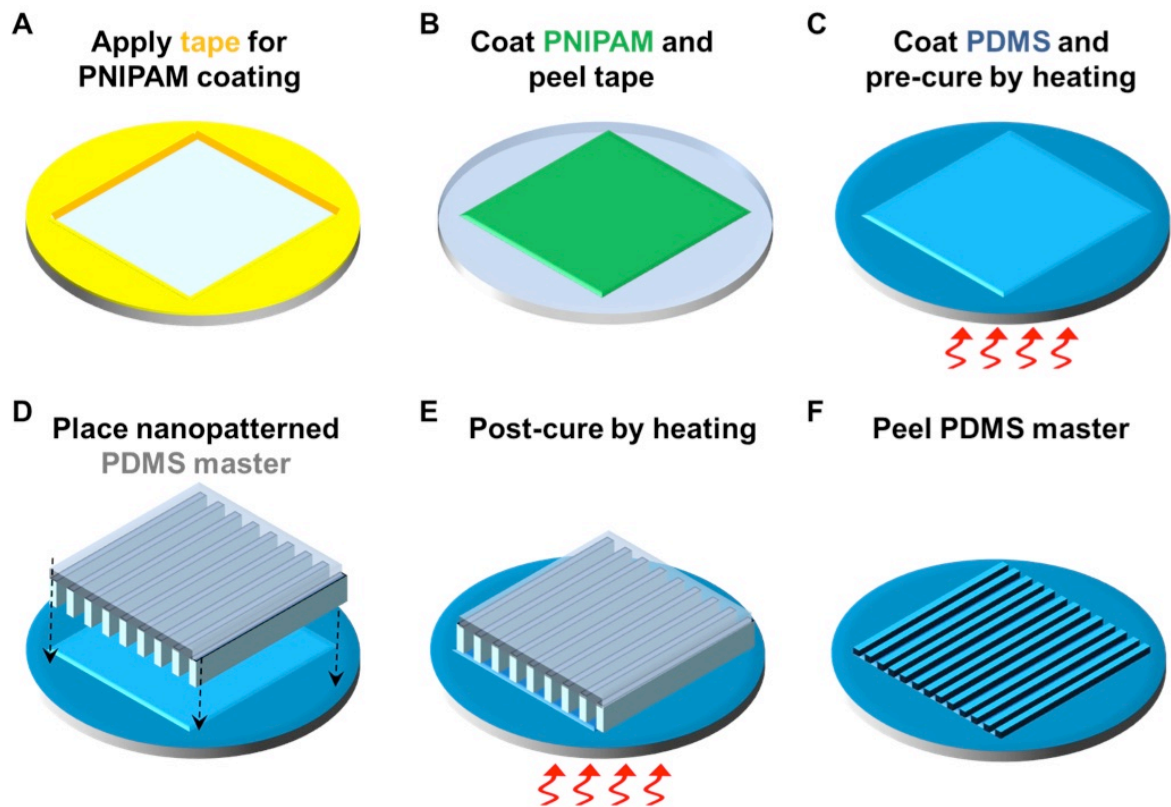 A
Apply tape for
PNIPAM coating
B
Coat PNIPAM and
peel tape
C
Coat PDMS and
pre-cure by heating
D
Place nanopatterned
PDMS master
E
Post-cure by heating
F
Peel PDMS master